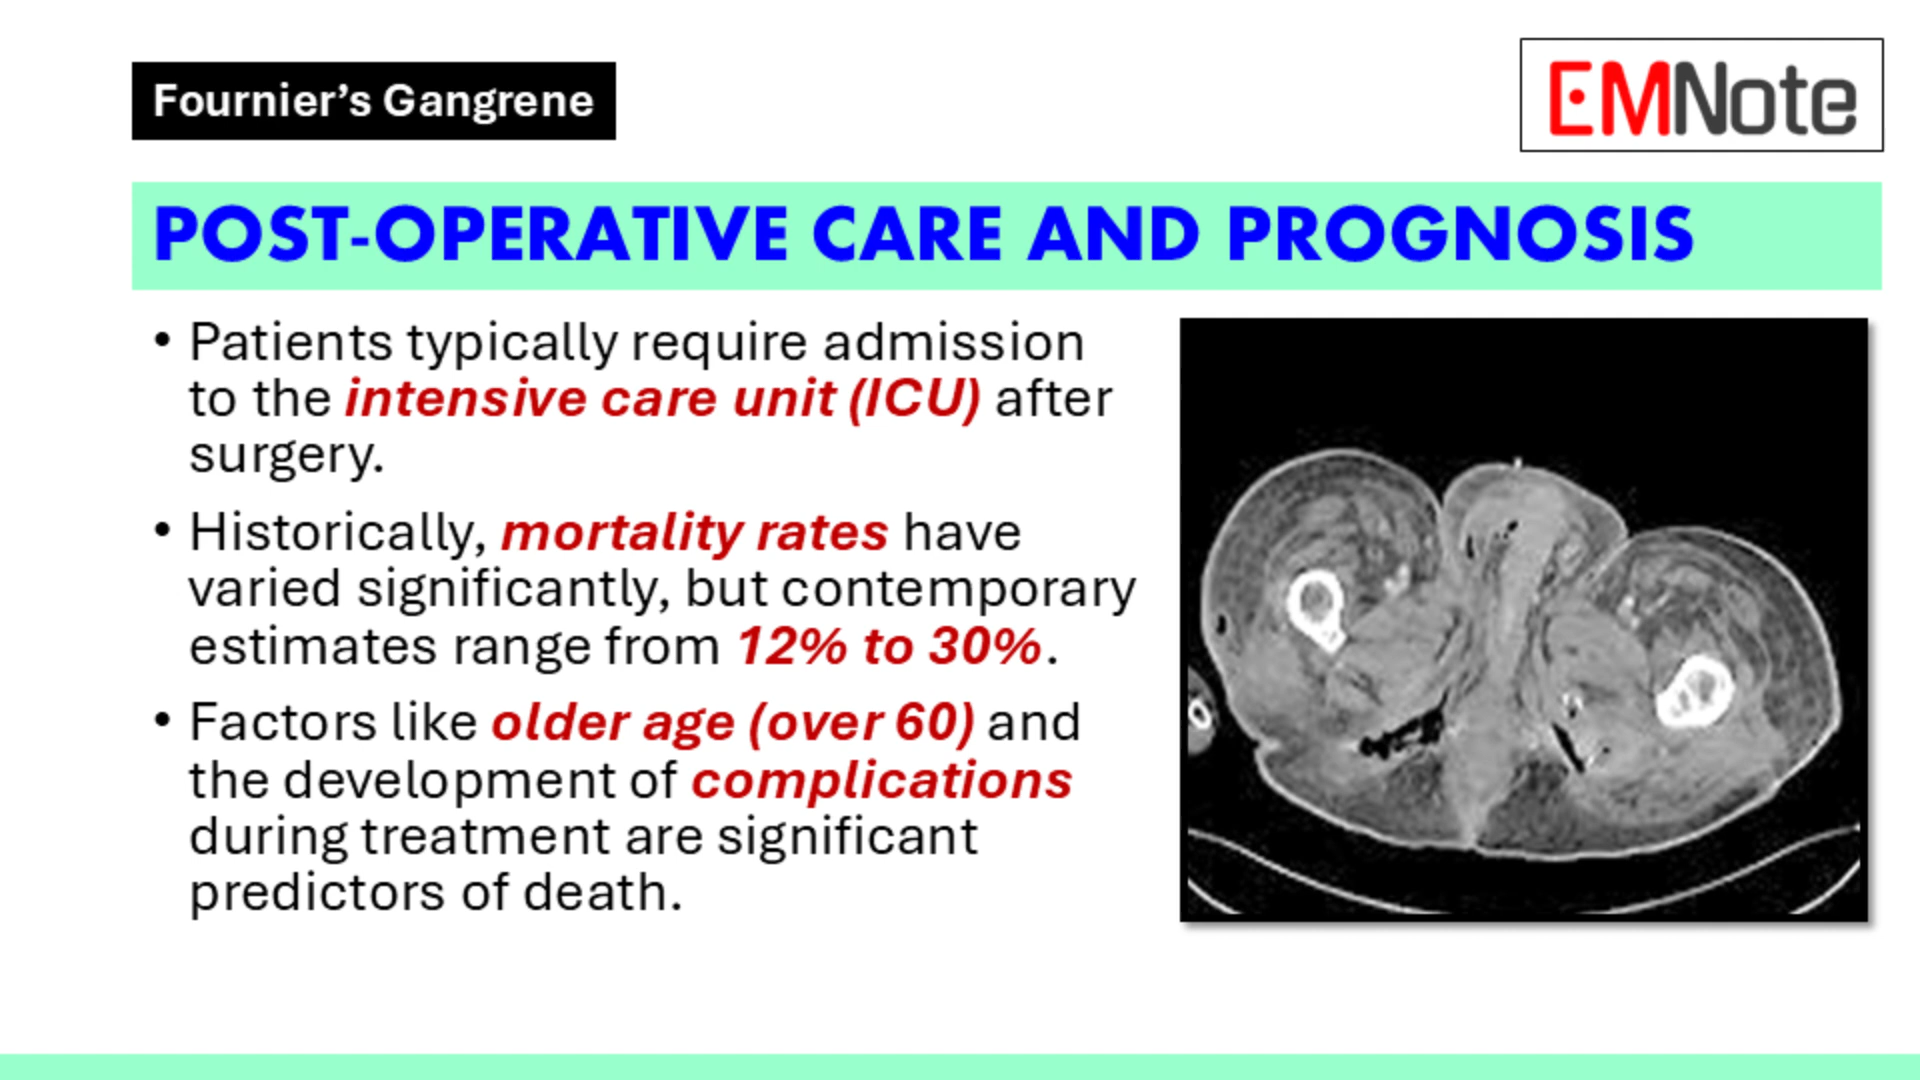 Fournier’s Gangrene
EMNote
POST-OPERATIVE CARE AND PROGNOSIS
• Patients typically require admission
to the intensive care unit (ICU) after
surgery.
• Historically, mortality rates have
varied significantly, but contemporary
estimates range from 12% to 30%.
• Factors like older age (over 60) and
the development of complications
during treatment are significant
predictors of death.